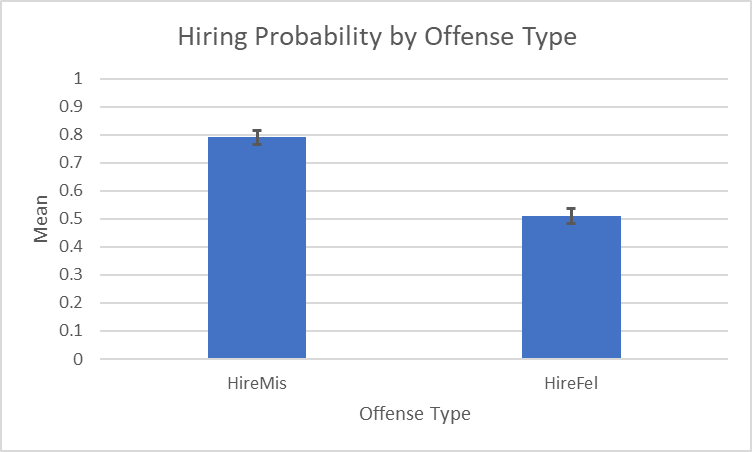 Hiring Probability by Offense Type
1
0.9
0.8
0.7
0.6
0.5
0.4
0.3
0.2
0.1
0
Mean
HireMis
HireFel
Offense Type